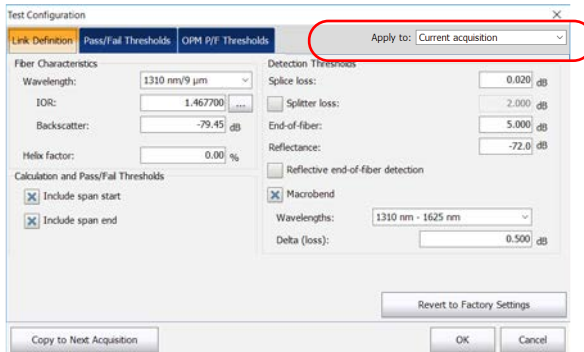 Test Configuration
Link Definition Pass/Fail Thresholds OPM P/F Thresholds Apply to: Current acquisition
Fiber Characteristics
Wavelength: 1310 nm/9 µm
IOR: 1.467700 ...
Backscatter: -79.45 dB
Helix factor: 0.00 %
Calculation and Pass/Fail Thresholds
Include span start
Include span end
Detection Thresholds
Splice loss: 0.020 dB
Splitter loss: 2.000 dB
End-of-fiber: 5.000 dB
Reflectance: -72.0 dB
Reflective end-of-fiber detection
Macrobend
Wavelengths: 1310 nm - 1625 nm
Delta (loss): 0.500 dB
Revert to Factory Settings
Copy to Next Acquisition OK Cancel